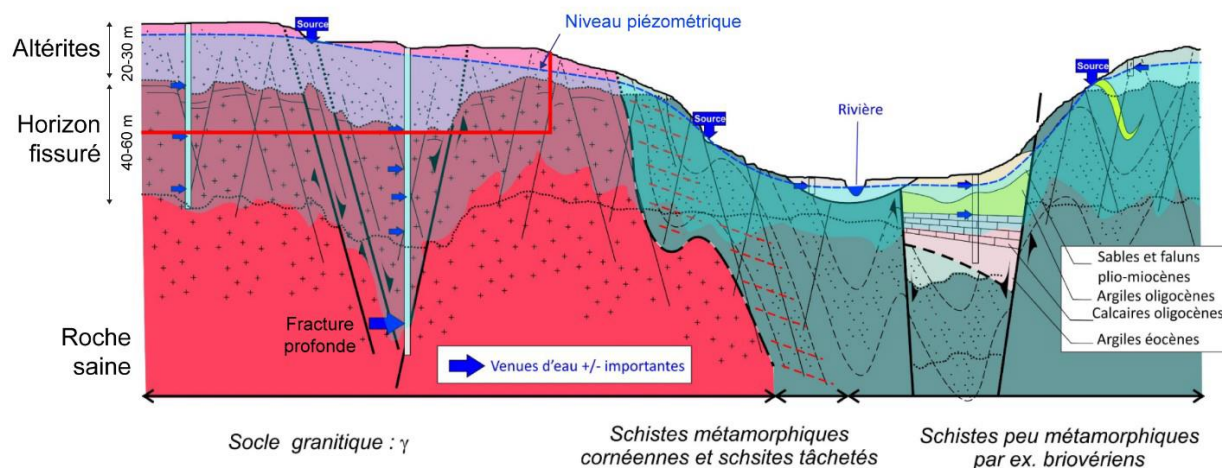 Altérites
20-30 m
Horizon
fissuré
40-60 m
Roche
saine
Source
Niveau piézométrique
Source
Rivière
Source
Fracture
profonde
Venues d'eau +/- importantes
Sables et faluns
plio-miocènes
Argiles oligocènes
Calcaires oligocènes
Argiles éocènes
Socle granitique : γ
Schistes métamorphiques
cornéennes et schsites tâchetés
Schistes peu métamorphiques
par ex. briovériens